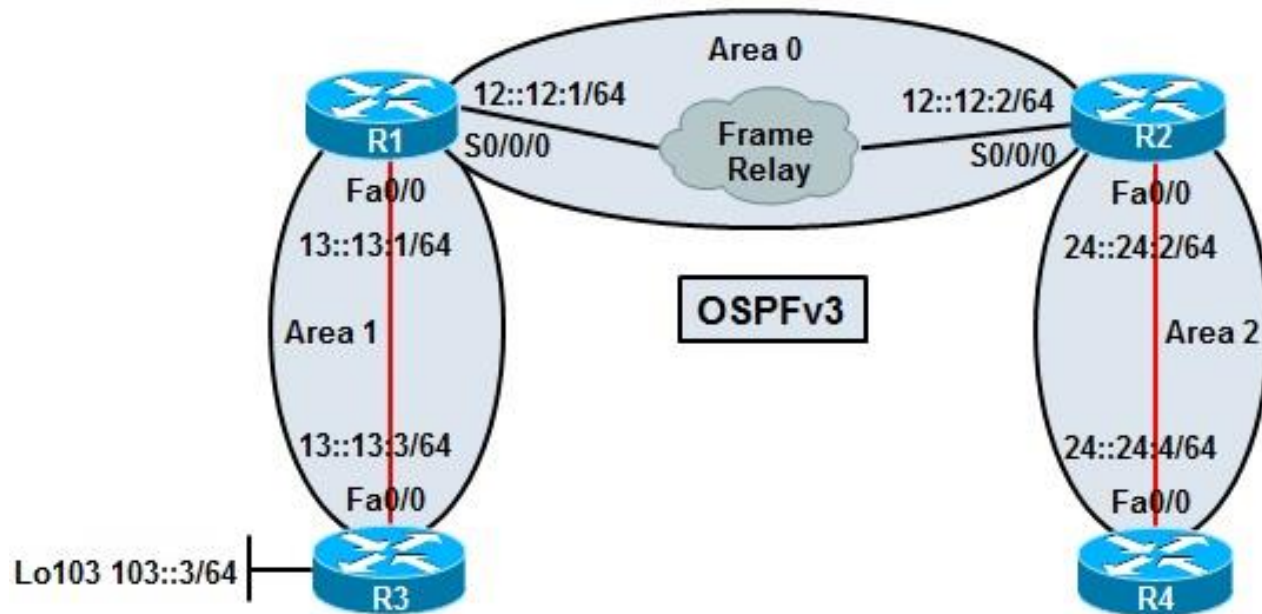 Area 0
12::12:1/64
12::12:2/64
R1
S0/0/0
Frame
Relay
S0/0/0
R2
Fa0/0
Fa0/0
13::13:1/64
24::24:2/64
OSPFv3
Area 1
Area 2
13::13:3/64
24::24:4/64
Fa0/0
Fa0/0
Lo103 103::3/64
R3
R4